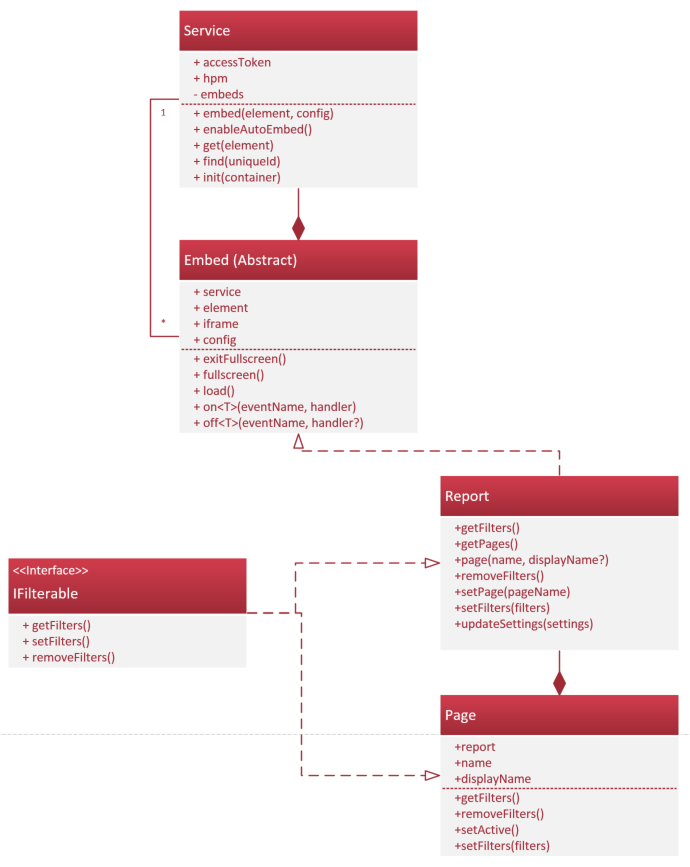 Service
+ accessToken
+ hpm
- embeds
1
+ embed(element, config)
+ enableAutoEmbed()
+ get(element)
+ find(uniqueId)
+ init(container)
Embed (Abstract)
+ service
+ element
+ iframe
*
+ config
+ exitFullscreen()
+ fullscreen()
+ load()
+ on<T>(eventName, handler)
+ off<T>(eventName, handler?)
Report
+getFilters()
+getPages()
+page(name, displayName?)
+removeFilters()
+setPage(pageName)
+setFilters(filters)
+updateSettings(settings)
<<Interface>>
IFilterable
+ getFilters()
+ setFilters()
+ removeFilters()
Page
+report
+name
+displayName
+getFilters()
+removeFilters()
+setActive()
+setFilters(filters)